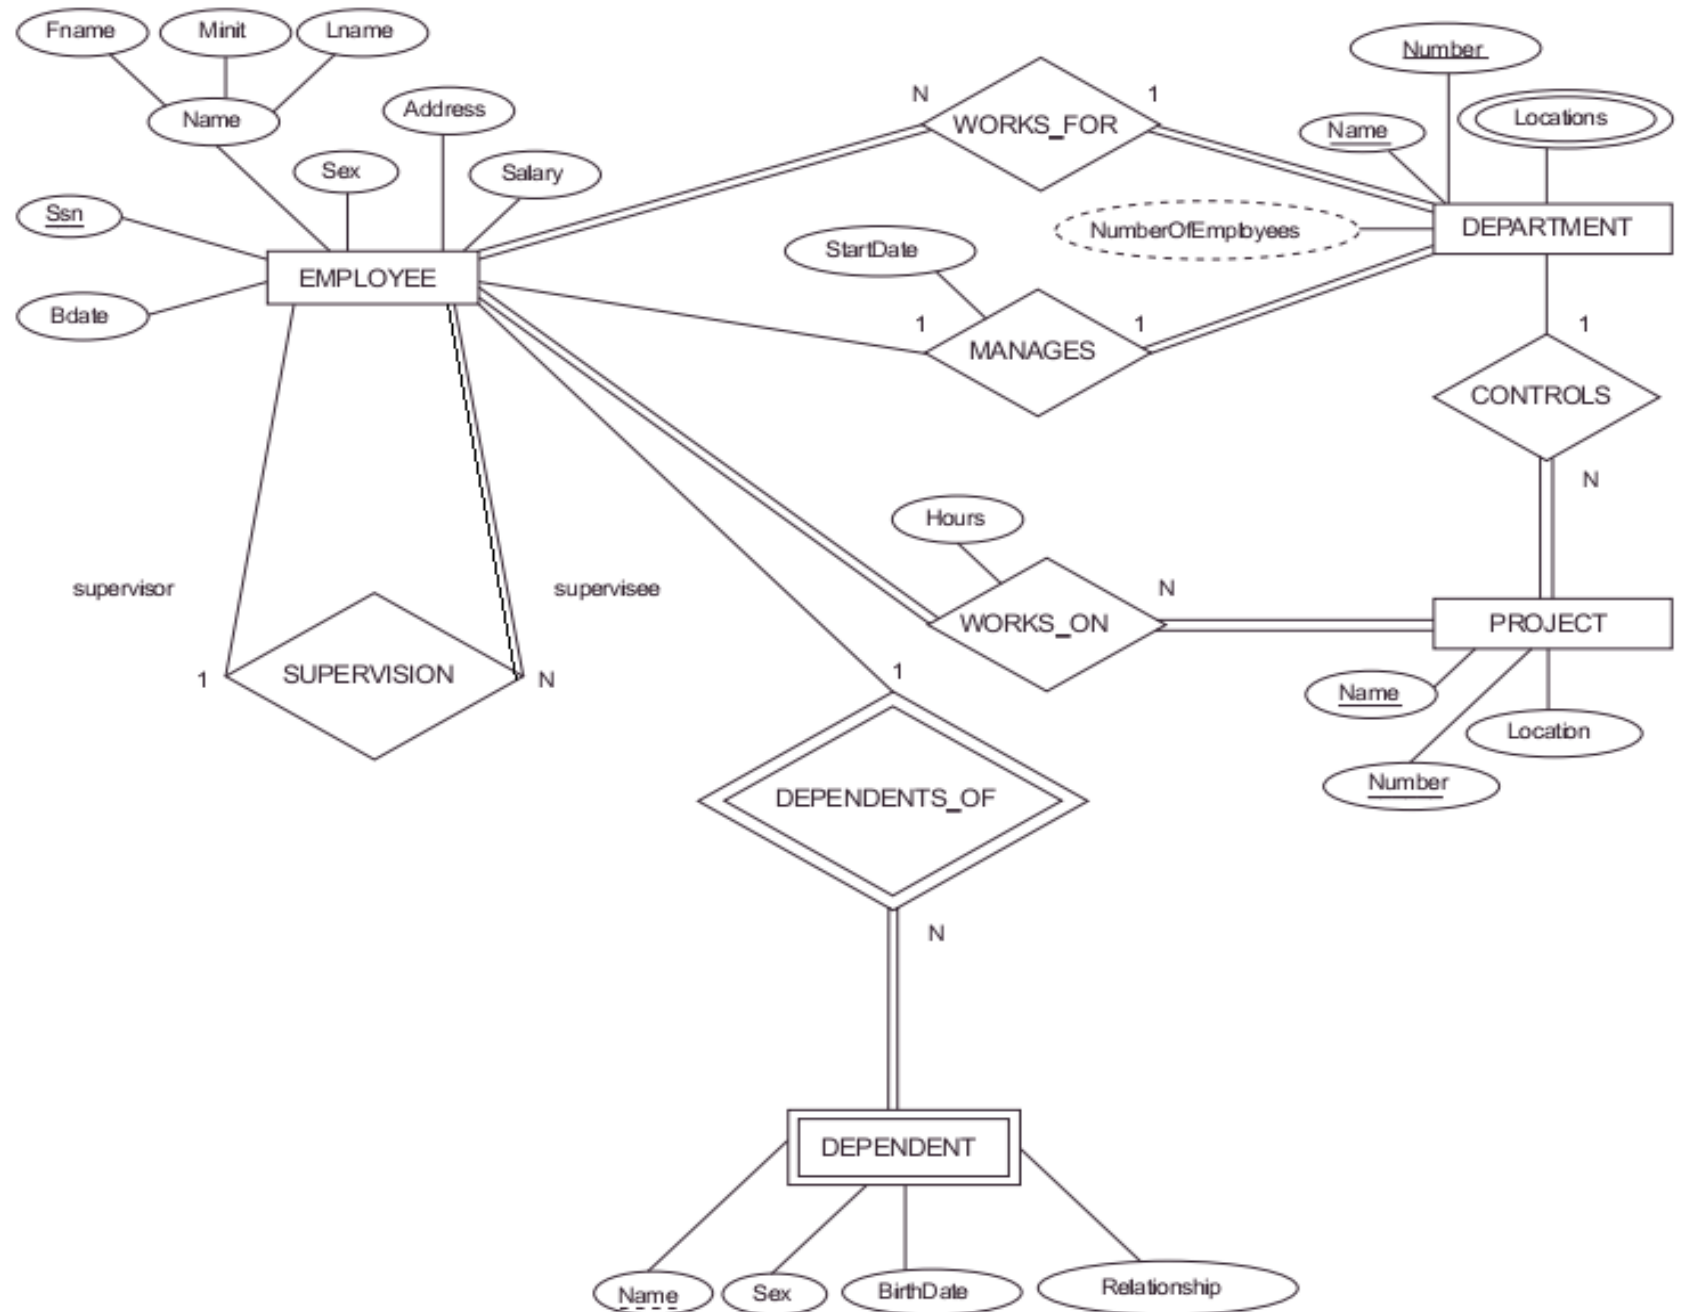 Fname
Minit
Lname
Name
Address
Sex
Salary
Ssn
Bdate
EMPLOYEE
N
WORKS_FOR
1
Number
Name
Locations
NumberOfEmployees
DEPARTMENT
StartDate
1
MANAGES
1
1
CONTROLS
N
supervisor
supervisee
1
SUPERVISION
N
Hours
WORKS_ON
N
PROJECT
Name
Location
Number
1
DEPENDENTS_OF
N
DEPENDENT
Name
Sex
BirthDate
Relationship